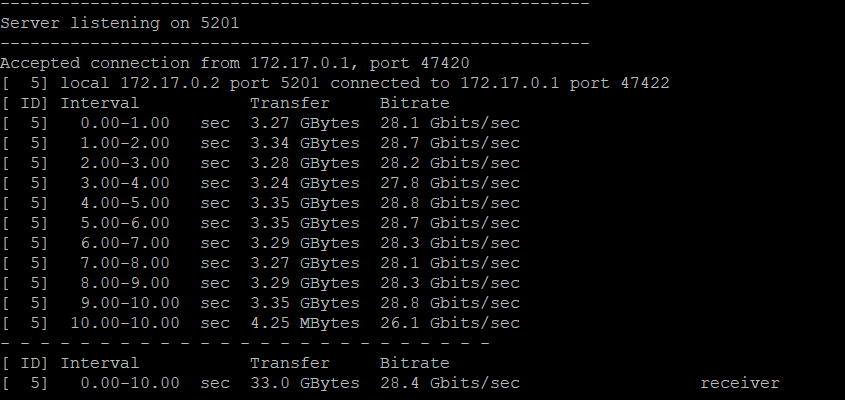 -----------------------------------------------------------
Server listening on 5201
-----------------------------------------------------------
Accepted connection from 172.17.0.1, port 47420
[  5] local 172.17.0.2 port 5201 connected to 172.17.0.1 port 47422
[ ID] Interval           Transfer     Bitrate
[  5]   0.00-1.00   sec  3.27 GBytes  28.1 Gbits/sec
[  5]   1.00-2.00   sec  3.34 GBytes  28.7 Gbits/sec
[  5]   2.00-3.00   sec  3.28 GBytes  28.2 Gbits/sec
[  5]   3.00-4.00   sec  3.24 GBytes  27.8 Gbits/sec
[  5]   4.00-5.00   sec  3.35 GBytes  28.8 Gbits/sec
[  5]   5.00-6.00   sec  3.35 GBytes  28.7 Gbits/sec
[  5]   6.00-7.00   sec  3.29 GBytes  28.3 Gbits/sec
[  5]   7.00-8.00   sec  3.27 GBytes  28.1 Gbits/sec
[  5]   8.00-9.00   sec  3.29 GBytes  28.3 Gbits/sec
[  5]   9.00-10.00  sec  3.35 GBytes  28.8 Gbits/sec
[  5]  10.00-10.00  sec  4.25 MBytes  26.1 Gbits/sec
- - - - - - - - - - - - - - - - - - - - - - - - -
[ ID] Interval           Transfer     Bitrate
[  5]   0.00-10.00  sec  33.0 GBytes  28.4 Gbits/sec                  receiver